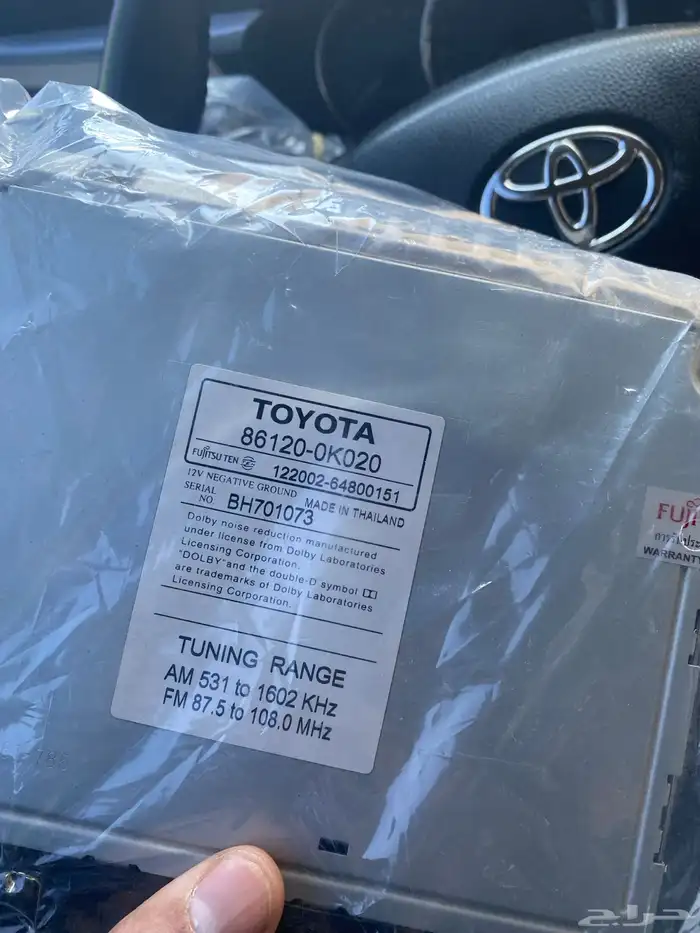 TOYOTA
86120-0K020
FUJITSU TEN
122002-64800151
12V NEGATIVE GROUND MADE IN THAILAND
SERIAL NO BH701073
Dolby noise reduction manufactured
under license from Dolby Laboratories
Licensing Corporation.
"DOLBY" and the double-D symbol
are trademarks of Dolby Laboratories
Licensing Corporation.
TUNING RANGE
AM 531 to 1602 KHz
FM 87.5 to 108.0 MHz
WARRANTY
حراج